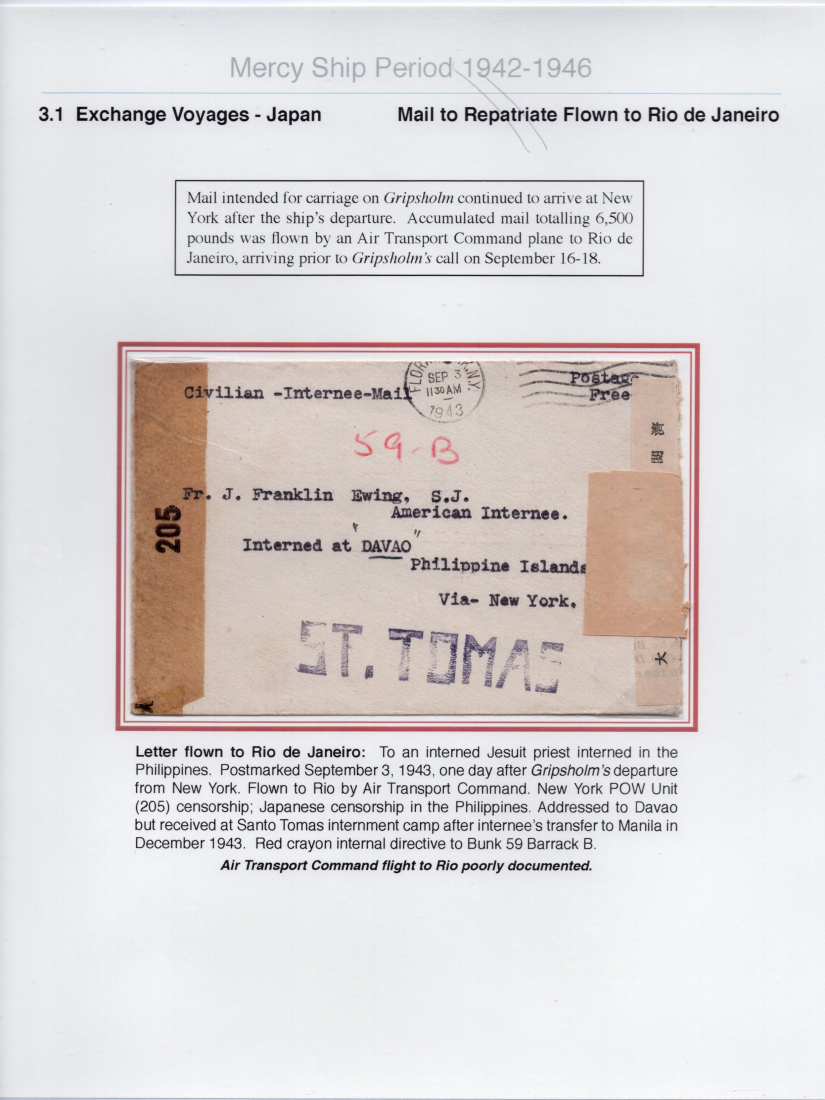 Mercy Ship Period 1942-1946
3.1 Exchange Voyages - Japan
Mail to Repatriate Flown to Rio de Janeiro
Mail intended for carriage on Gripsholm continued to arrive at New
York after the ship's departure. Accumulated mail totalling 6,500
pounds was flown by an Air Transport Command plane to Rio de
Janeiro, arriving prior to Gripsholm's call on September 16-18.
Civilian -Internee-Mail
SEP 3
11 30 AM
1943
N.Y.
Postage
Free
59-B
205
Fr. J. Franklin Ewing, S.J.
American Internee.
Interned at "DAVAO"
Philippine Islands
Via- New York.
ST. TOMAS
大
Letter flown to Rio de Janeiro: To an interned Jesuit priest interned in the
Philippines. Postmarked September 3, 1943, one day after Gripsholm's departure
from New York. Flown to Rio by Air Transport Command. New York POW Unit
(205) censorship; Japanese censorship in the Philippines. Addressed to Davao
but received at Santo Tomas internment camp after internee's transfer to Manila in
December 1943. Red crayon internal directive to Bunk 59 Barrack B.
Air Transport Command flight to Rio poorly documented.